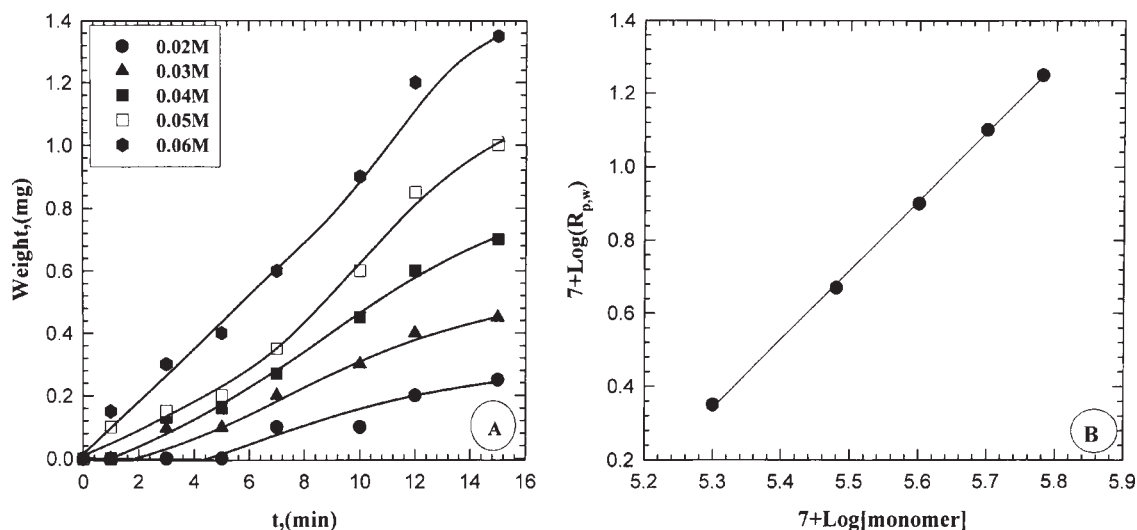 1.4
1.2
1.0
0.8
0.6
0.4
0.2
0.0
Weight,(mg)
0.02M
0.03M
0.04M
0.05M
0.06M
A
0 2 4 6 8 10 12 14 16
t,(min)
1.4
1.2
1.0
0.8
0.6
0.4
0.2
7+Log(Rp,w)
B
5.2 5.3 5.4 5.5 5.6 5.7 5.8 5.9
7+Log[monomer]